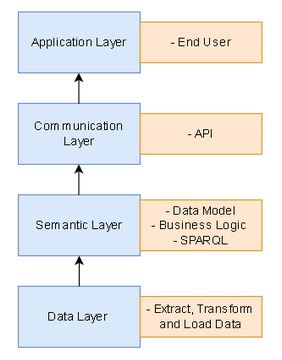 Application Layer
- End User
Communication
Layer
- API
Semantic Layer
- Data Model
- Business Logic
- SPARQL
Data Layer
- Extract, Transform
and Load Data